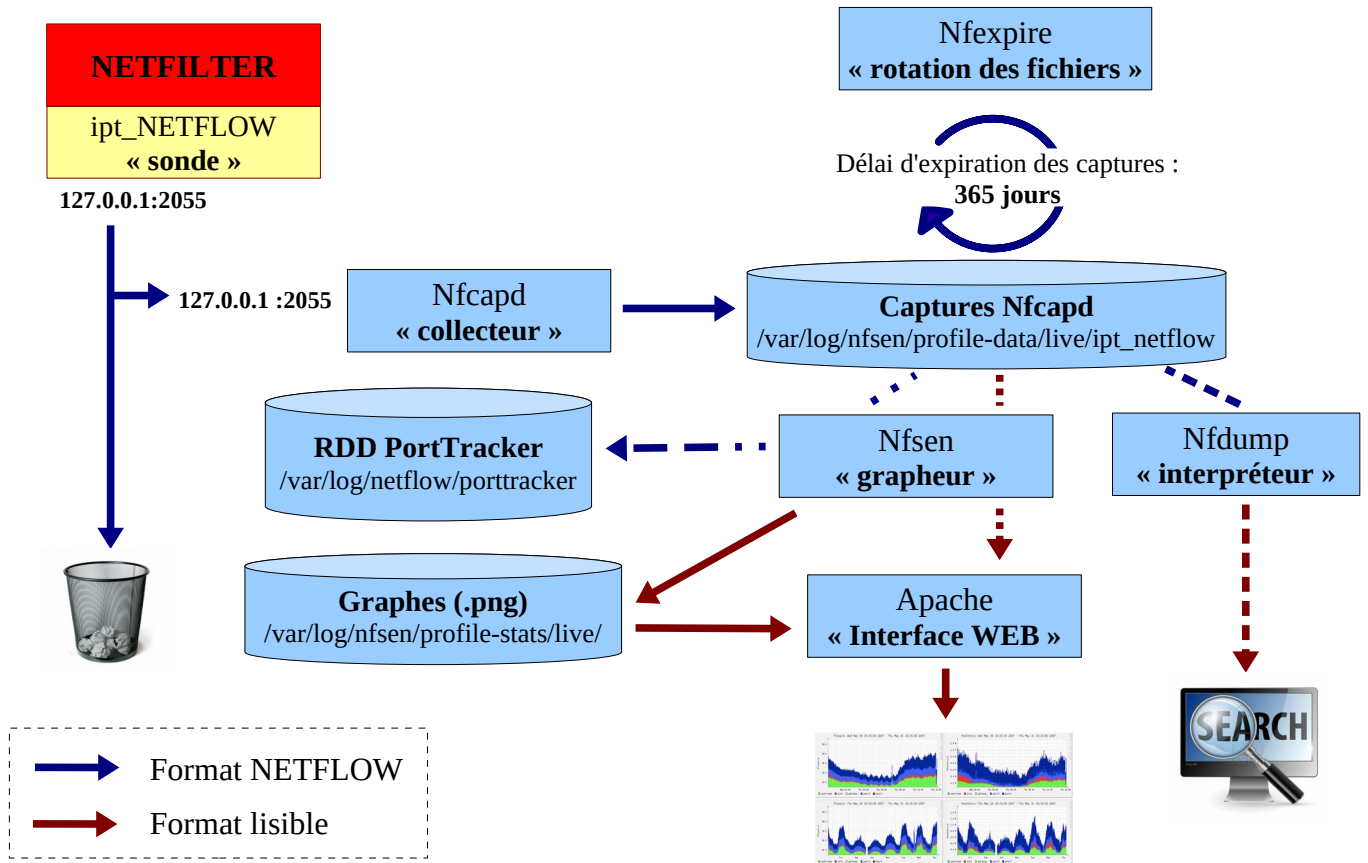 NETFILTER
ipt_NETFLOW
« sonde »
127.0.0.1:2055
Nfexpire
« rotation des fichiers »
Délai d'expiration des captures :
365 jours
127.0.0.1 :2055
Nfcapd
« collecteur »
Captures Nfcapd
/var/log/nfsen/profile-data/live/ipt_netflow
RDD PortTracker
/var/log/netflow/porttracker
Nfsen
« grapheur »
Nfdump
« interpréteur »
Graphes (.png)
/var/log/nfsen/profile-stats/live/
Apache
« Interface WEB »
SEARCH
Format NETFLOW
Format lisible